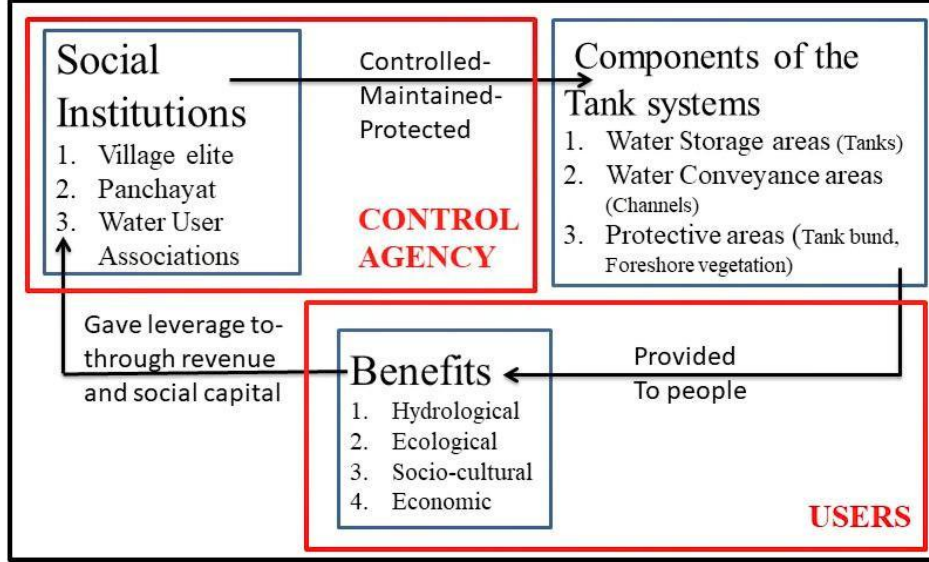 Social
Institutions
1. Village elite
2. Panchayat
3. Water User
Associations
Controlled-
Maintained-
Protected
CONTROL
AGENCY
Components of the
Tank systems
1. Water Storage areas (Tanks)
2. Water Conveyance areas
(Channels)
3. Protective areas (Tank bund,
Foreshore vegetation)
Gave leverage to-
through revenue
and social capital
Benefits
1. Hydrological
2. Ecological
3. Socio-cultural
4. Economic
Provided
To people
USERS